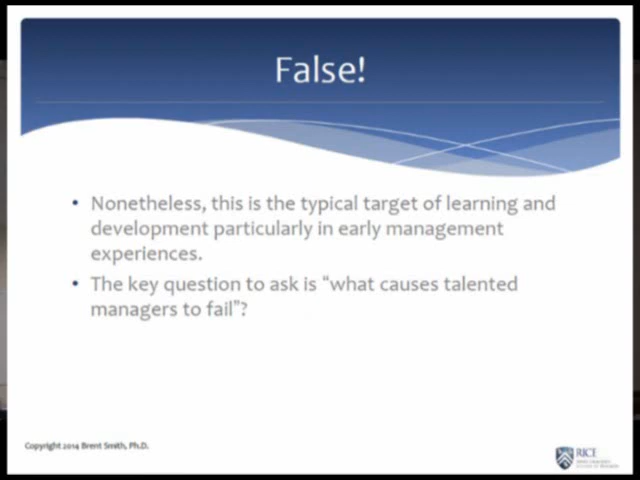 False!
• Nonetheless, this is the typical target of learning and
development particularly in early management
experiences.
• The key question to ask is “what causes talented
managers to fail”?
Copyright 2014 Brent Smith, Ph.D.
RICE